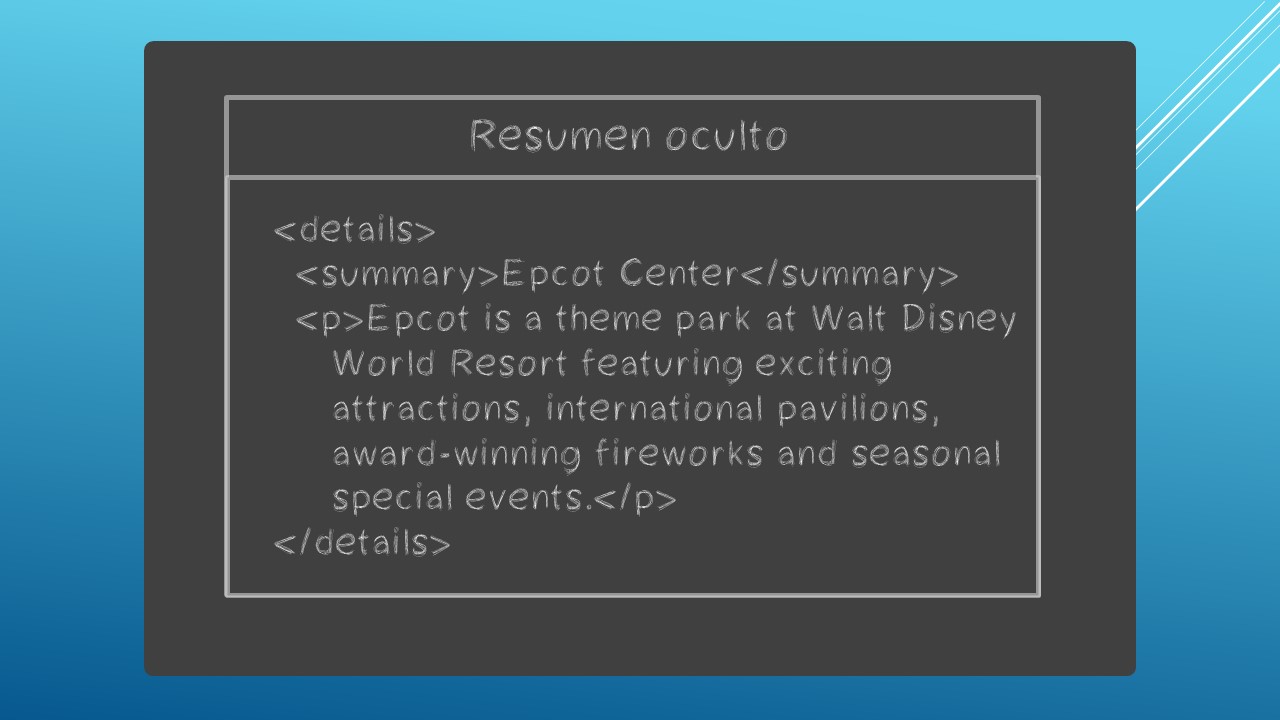 Resumen oculto
<details>
<summary>Epcot Center</summary>
<p>Epcot is a theme park at Walt Disney
World Resort featuring exciting
attractions, international pavilions,
award-winning fireworks and seasonal
special events.</p>
</details>